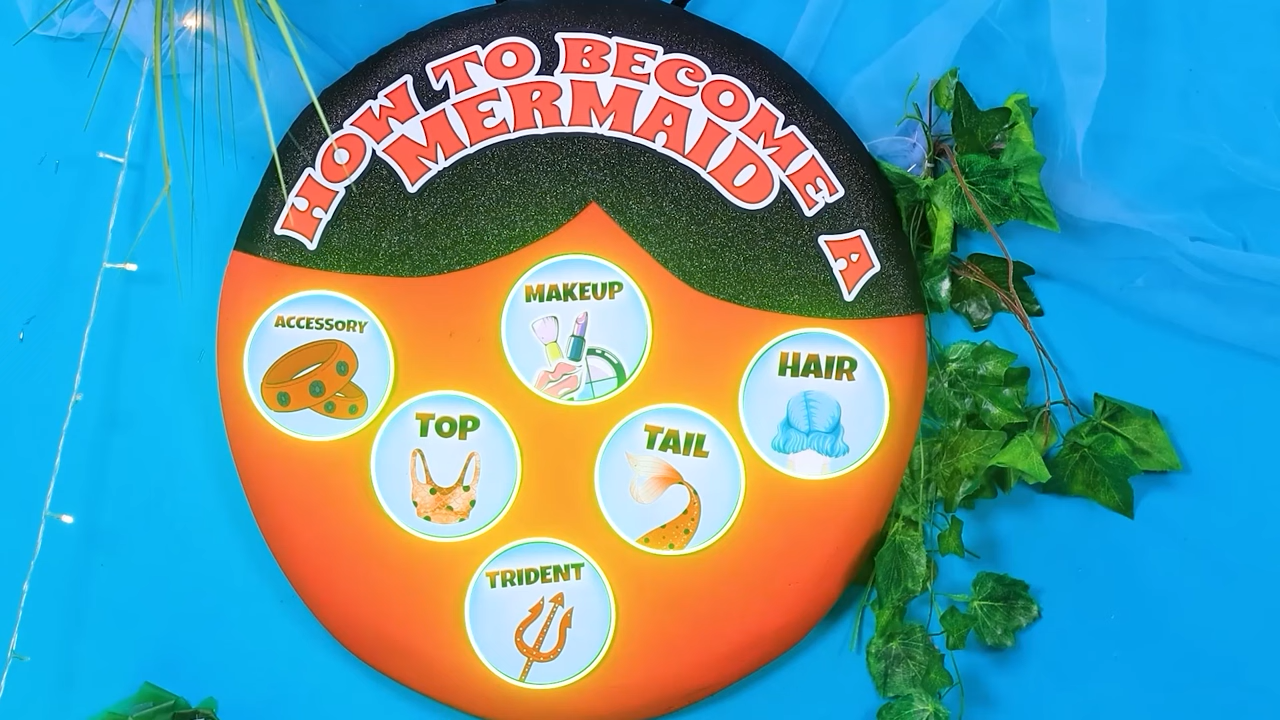 HOW TO BECOME A
MERMAID
MAKEUP
ACCESSORY
HAIR
TOP
TAIL
TRIDENT